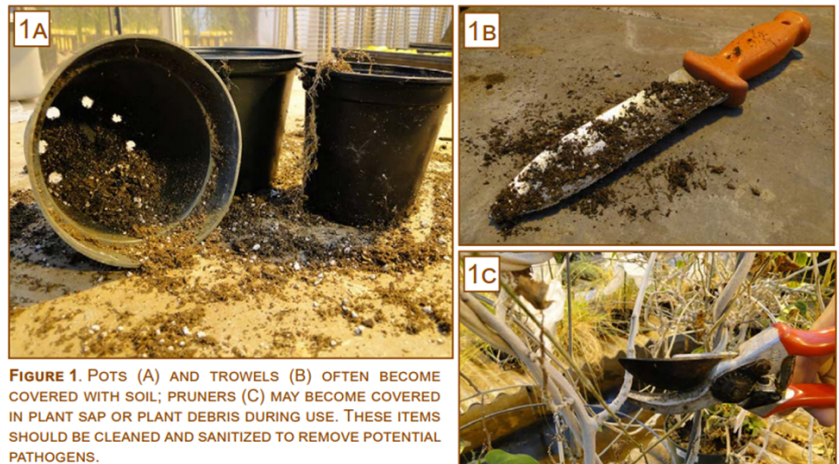 1A
1B
1C
FIGURE 1. POTS (A) AND TROWELS (B) OFTEN BECOME
COVERED WITH SOIL; PRUNERS (C) MAY BECOME COVERED
IN PLANT SAP OR PLANT DEBRIS DURING USE. THESE ITEMS
SHOULD BE CLEANED AND SANITIZED TO REMOVE POTENTIAL
PATHOGENS.